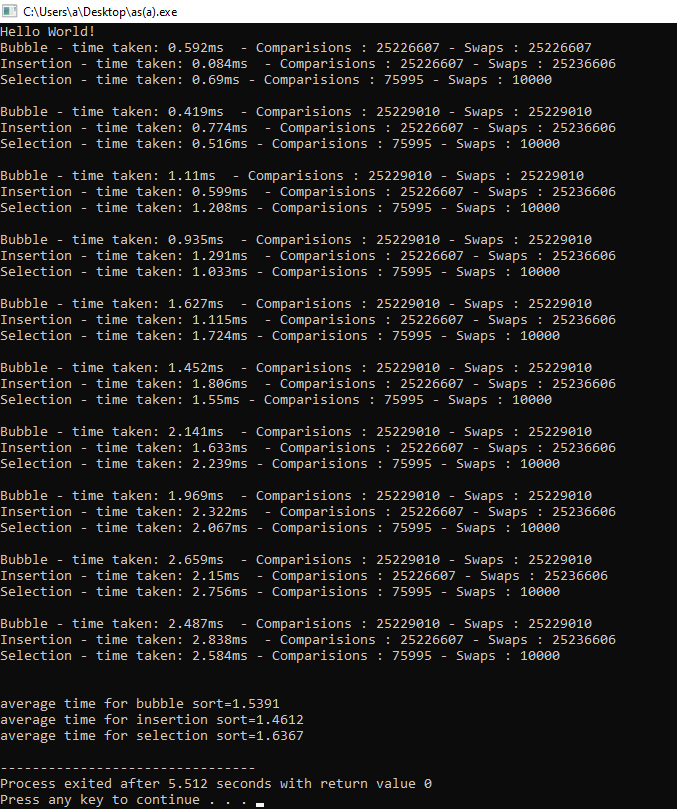 C:\Users\a\Desktop\as(a).exe
Hello World!
Bubble - time taken: 0.592ms  - Comparisions : 25226607 - Swaps : 25226607
Insertion - time taken: 0.084ms  - Comparisions : 25226607 - Swaps : 25236606
Selection - time taken: 0.69ms - Comparisions : 75995 - Swaps : 10000

Bubble - time taken: 0.419ms  - Comparisions : 25229010 - Swaps : 25229010
Insertion - time taken: 0.774ms  - Comparisions : 25226607 - Swaps : 25236606
Selection - time taken: 0.516ms - Comparisions : 75995 - Swaps : 10000

Bubble - time taken: 1.11ms  - Comparisions : 25229010 - Swaps : 25229010
Insertion - time taken: 0.599ms  - Comparisions : 25226607 - Swaps : 25236606
Selection - time taken: 1.208ms - Comparisions : 75995 - Swaps : 10000

Bubble - time taken: 0.935ms  - Comparisions : 25229010 - Swaps : 25229010
Insertion - time taken: 1.291ms  - Comparisions : 25226607 - Swaps : 25236606
Selection - time taken: 1.033ms - Comparisions : 75995 - Swaps : 10000

Bubble - time taken: 1.627ms  - Comparisions : 25229010 - Swaps : 25229010
Insertion - time taken: 1.115ms  - Comparisions : 25226607 - Swaps : 25236606
Selection - time taken: 1.724ms - Comparisions : 75995 - Swaps : 10000

Bubble - time taken: 1.452ms  - Comparisions : 25229010 - Swaps : 25229010
Insertion - time taken: 1.806ms  - Comparisions : 25226607 - Swaps : 25236606
Selection - time taken: 1.55ms - Comparisions : 75995 - Swaps : 10000

Bubble - time taken: 2.141ms  - Comparisions : 25229010 - Swaps : 25229010
Insertion - time taken: 1.633ms  - Comparisions : 25226607 - Swaps : 25236606
Selection - time taken: 2.239ms - Comparisions : 75995 - Swaps : 10000

Bubble - time taken: 1.969ms  - Comparisions : 25229010 - Swaps : 25229010
Insertion - time taken: 2.322ms  - Comparisions : 25226607 - Swaps : 25236606
Selection - time taken: 2.067ms - Comparisions : 75995 - Swaps : 10000

Bubble - time taken: 2.659ms  - Comparisions : 25229010 - Swaps : 25229010
Insertion - time taken: 2.15ms  - Comparisions : 25226607 - Swaps : 25236606
Selection - time taken: 2.756ms - Comparisions : 75995 - Swaps : 10000

Bubble - time taken: 2.487ms  - Comparisions : 25229010 - Swaps : 25229010
Insertion - time taken: 2.838ms  - Comparisions : 25226607 - Swaps : 25236606
Selection - time taken: 2.584ms - Comparisions : 75995 - Swaps : 10000

average time for bubble sort=1.5391
average time for insertion sort=1.4612
average time for selection sort=1.6367

--------------------------------
Process exited after 5.512 seconds with return value 0
Press any key to continue . . .